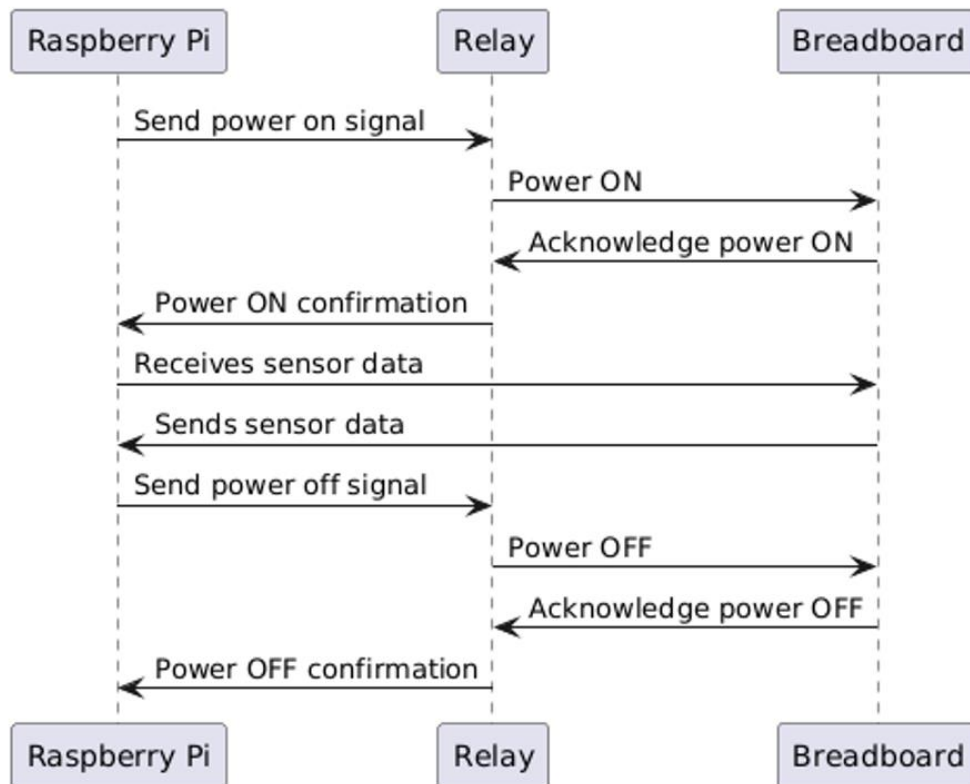 Raspberry Pi
Relay
Breadboard
Send power on signal
Power ON
Acknowledge power ON
Power ON confirmation
Receives sensor data
Sends sensor data
Send power off signal
Power OFF
Acknowledge power OFF
Power OFF confirmation
Raspberry Pi
Relay
Breadboard